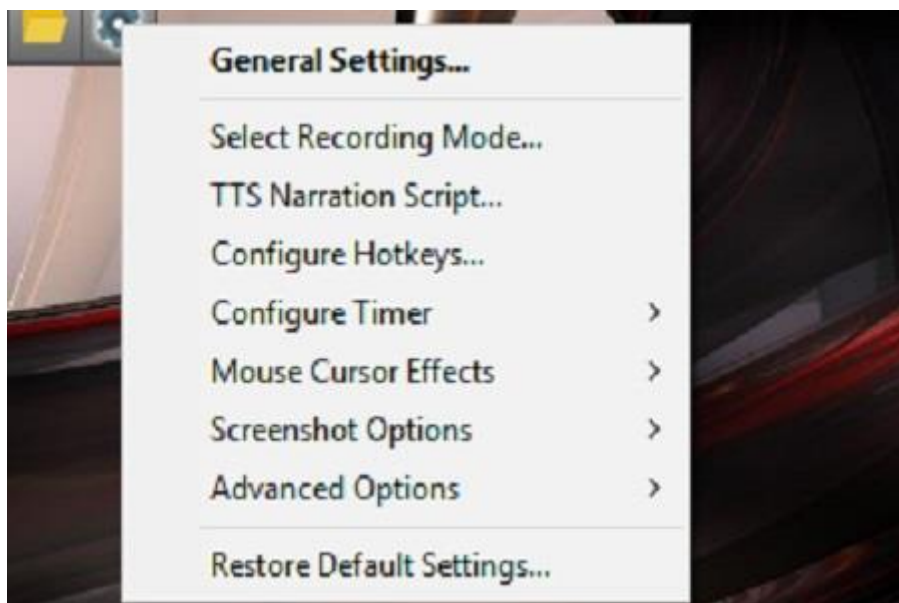 General Settings...
Select Recording Mode...
TTS Narration Script...
Configure Hotkeys...
Configure Timer
Mouse Cursor Effects
Screenshot Options
Advanced Options
Restore Default Settings...